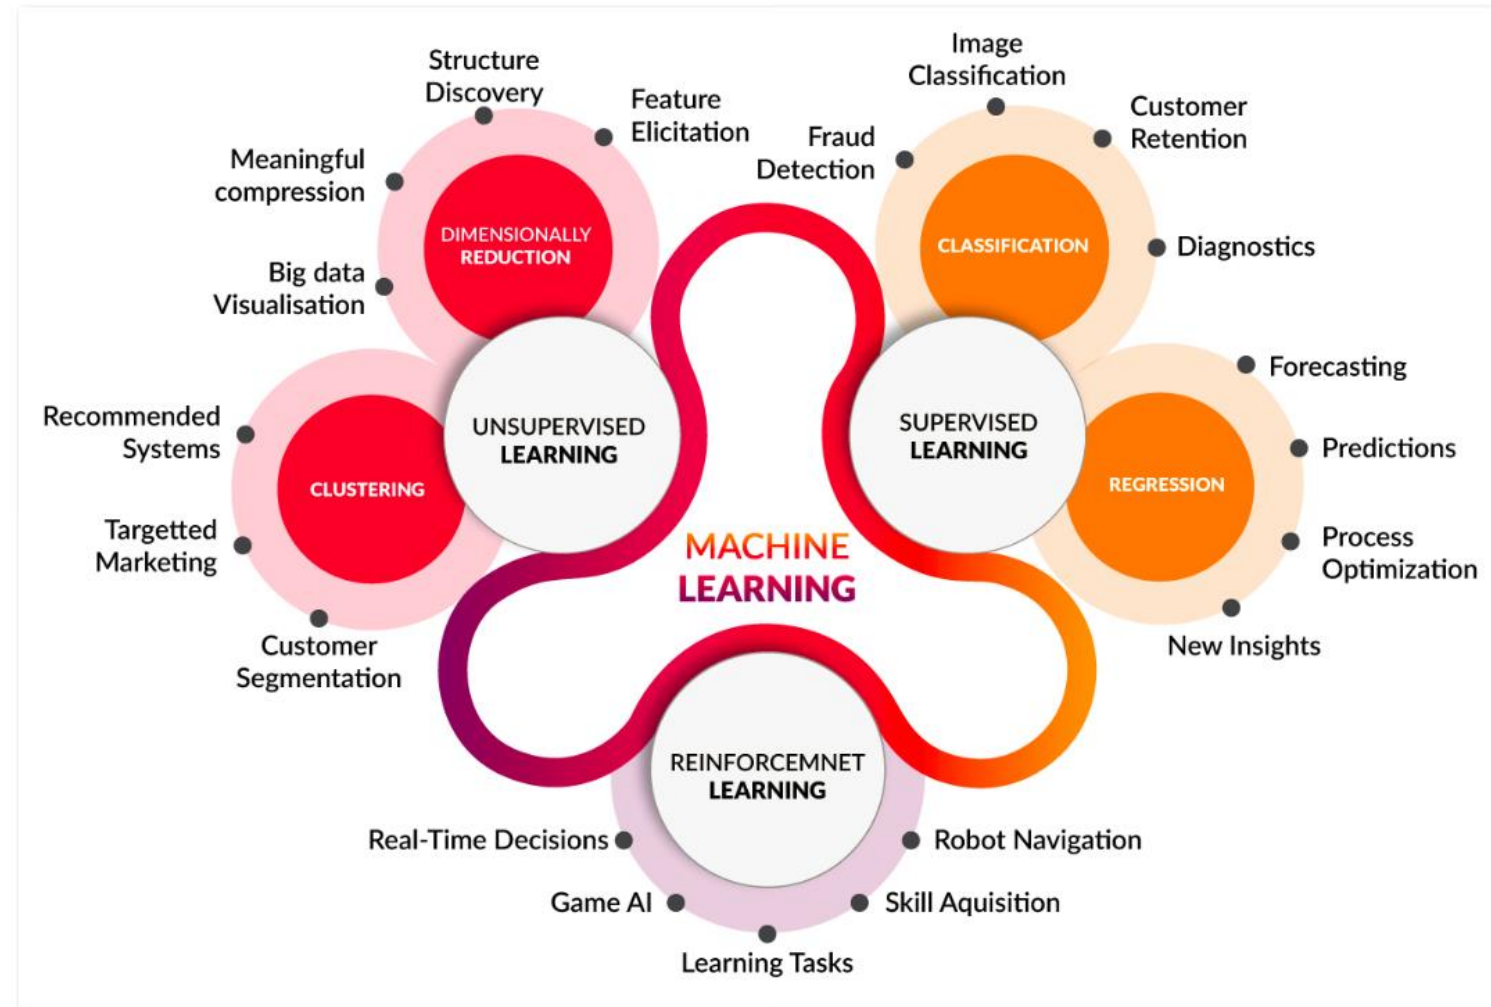 Structure
Discovery
Feature
Elicitation
Meaningful
compression
DIMENSIONALLY
REDUCTION
Big data
Visualisation
Recommended
Systems
CLUSTERING
Targetted
Marketing
Customer
Segmentation
UNSUPERVISED
LEARNING
Image
Classification
Customer
Retention
Fraud
Detection
CLASSIFICATION
Diagnostics
Forecasting
SUPERVISED
LEARNING
Predictions
REGRESSION
Process
Optimization
New Insights
MACHINE
LEARNING
REINFORCEMNET
LEARNING
Real-Time Decisions
Robot Navigation
Game AI
Skill Aquisition
Learning Tasks